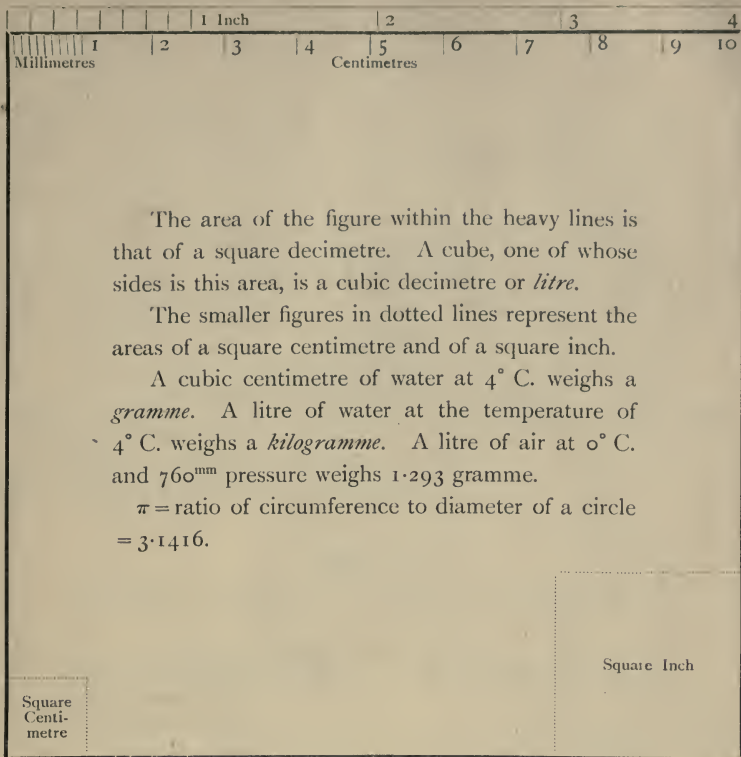 1 Inch 2 3 4
1 2 3 4 5 6 7 8 9 10
Millimetres Centimetres
The area of the figure within the heavy lines is
that of a square decimetre. A cube, one of whose
sides is this area, is a cubic decimetre or litre.
The smaller figures in dotted lines represent the
areas of a square centimetre and of a square inch.
A cubic centimetre of water at 4° C. weighs a
gramme. A litre of water at the temperature of
4° C. weighs a kilogramme. A litre of air at 0° C.
and 760mm pressure weighs 1·293 gramme.
π = ratio of circumference to diameter of a circle
= 3·1416.
Square Inch
Square
Centi-
metre